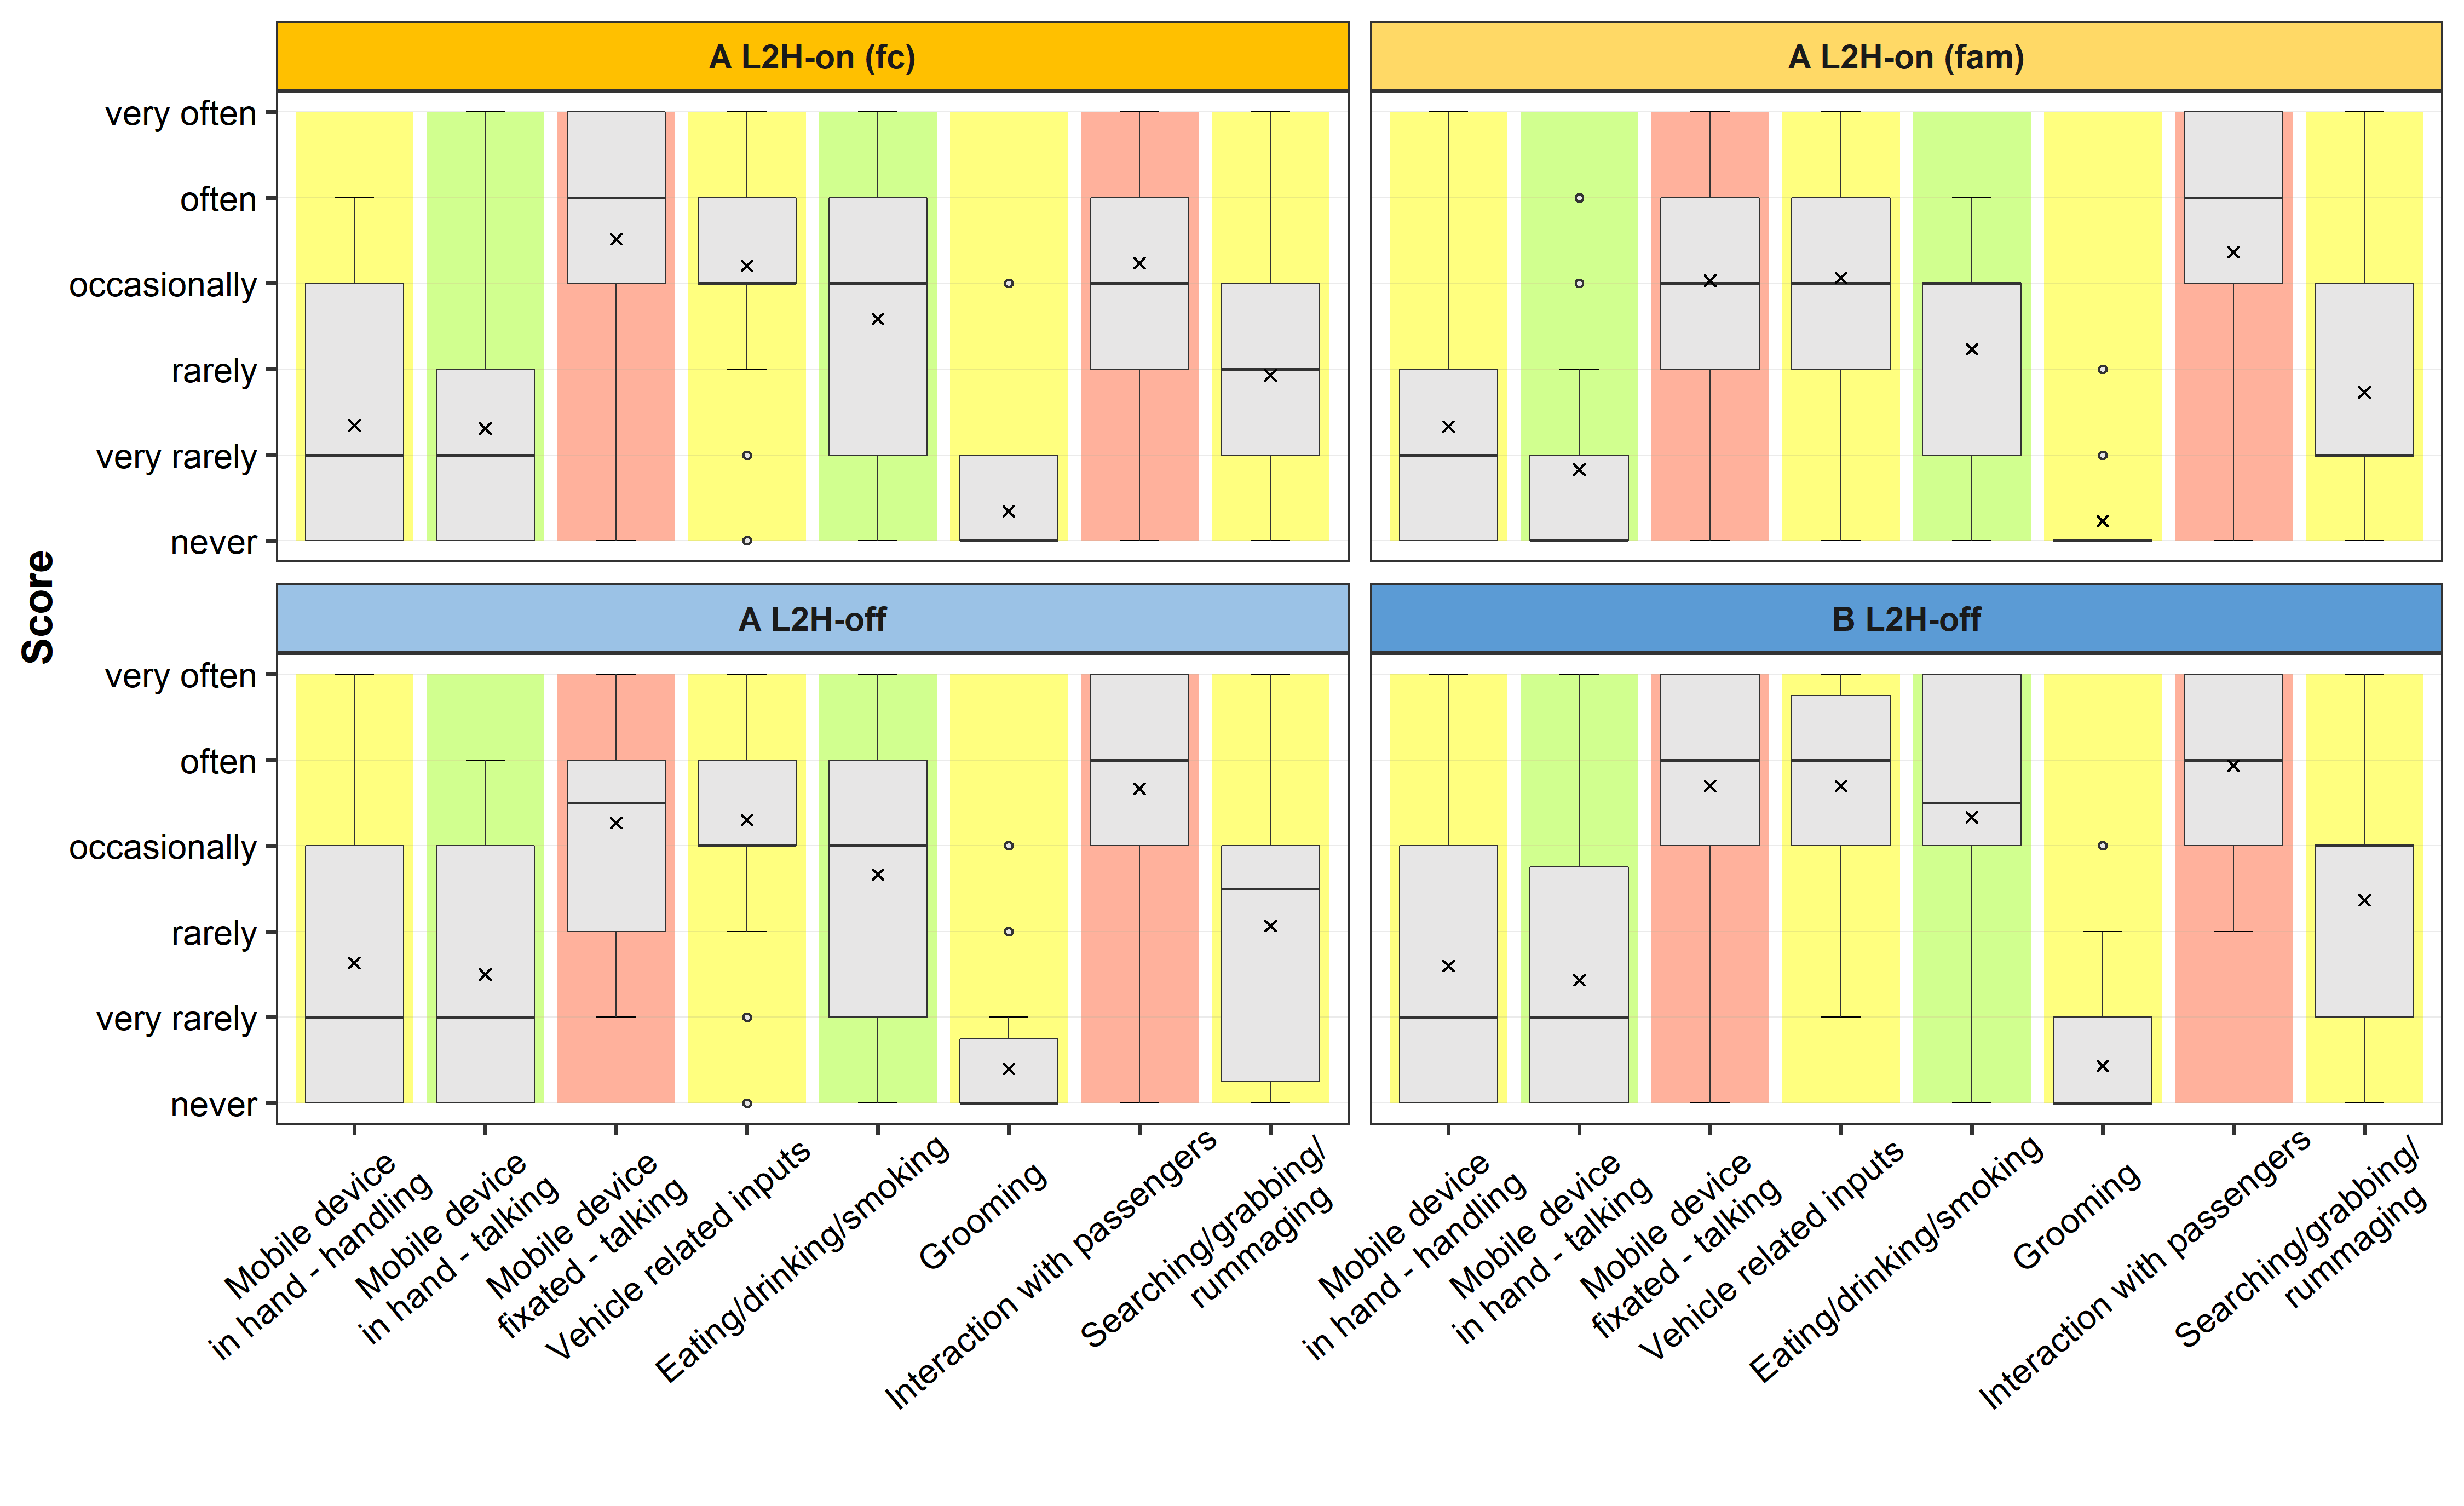 A L2H-on (fc)
A L2H-on (fam)
very often
often
occasionally
rarely
very rarely
never
Score
A L2H-off
B L2H-off
very often
often
occasionally
rarely
very rarely
never
Mobile device
in hand - handling
Mobile device
in hand - talking
Mobile device
fixated - talking
Vehicle related inputs
Eating/drinking/smoking
Grooming
Interaction with passengers
Searching/grabbing/
rummaging
Mobile device
in hand - handling
Mobile device
in hand - talking
Mobile device
fixated - talking
Vehicle related inputs
Eating/drinking/smoking
Grooming
Interaction with passengers
Searching/grabbing/
rummaging